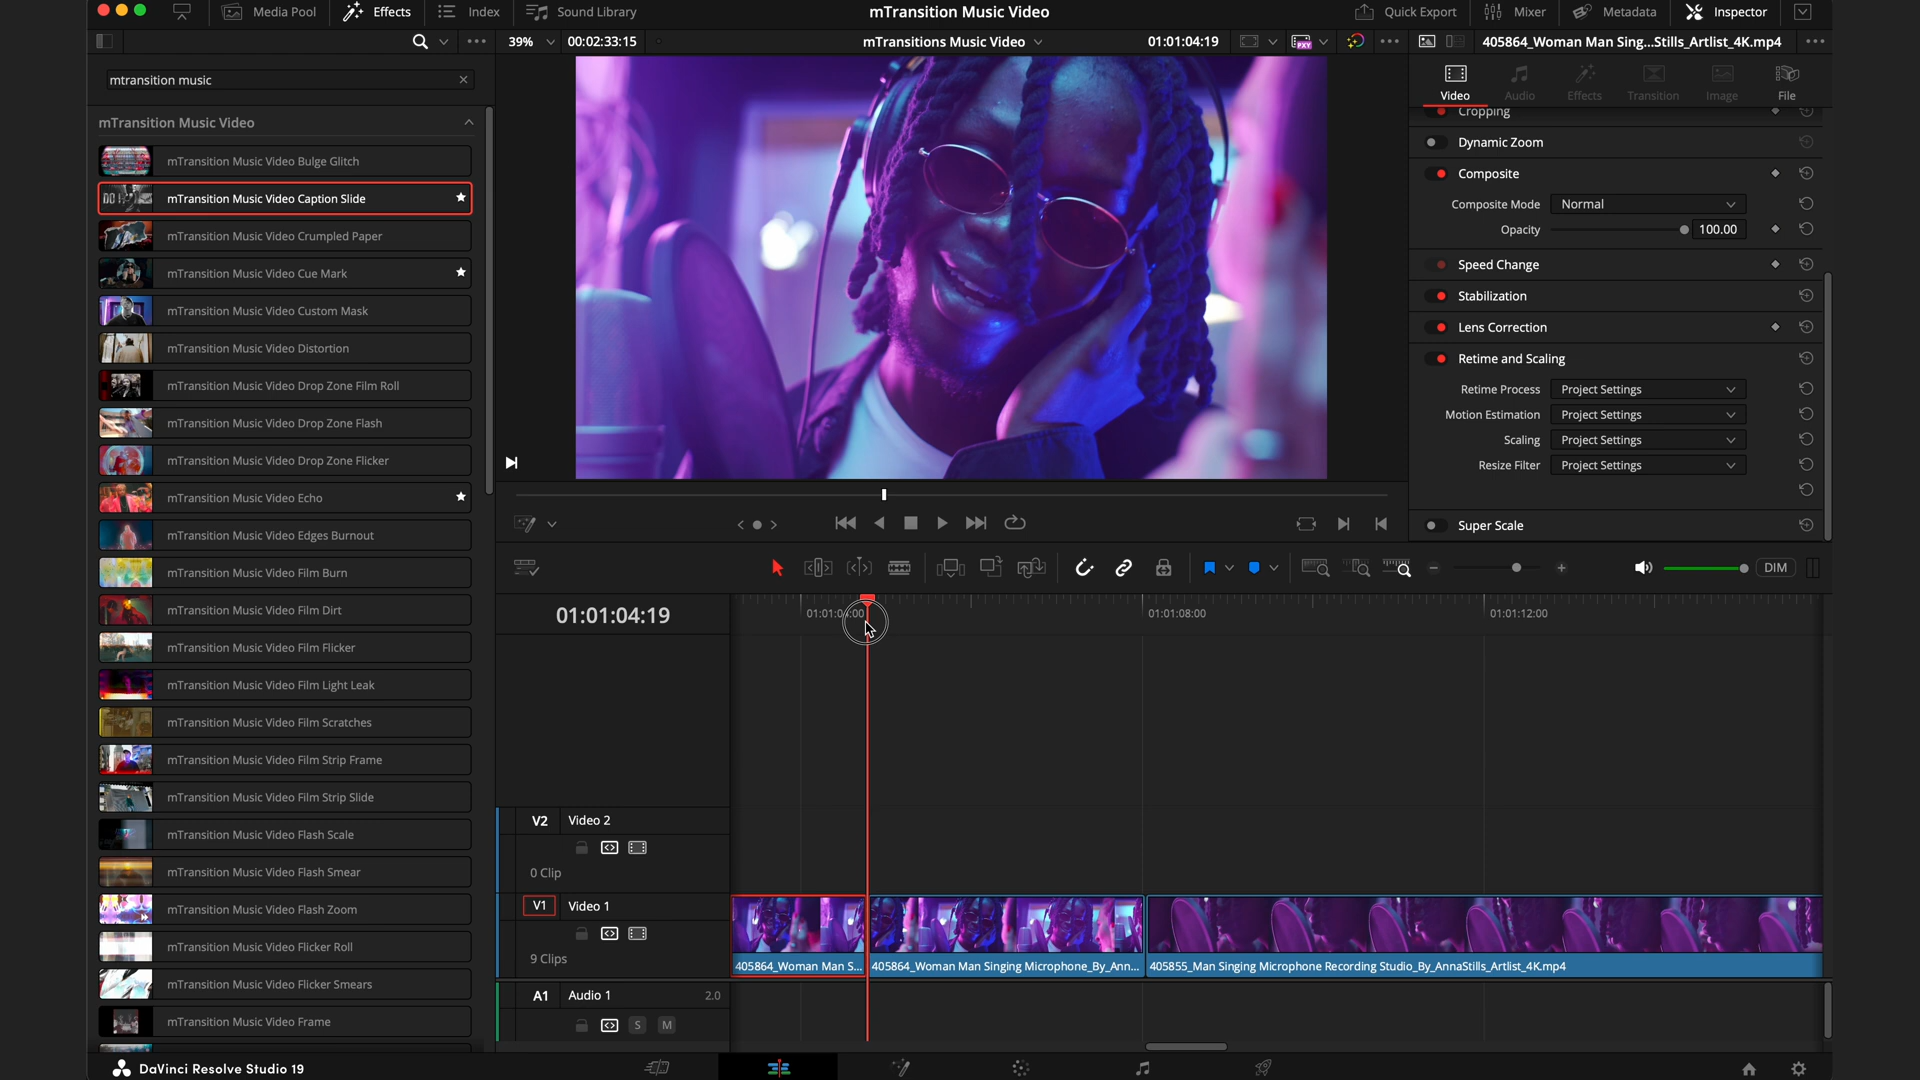 Media Pool
Effects
Index
Sound Library
mTransition Music Video
Quick Export
Mixer
Metadata
Inspector
39%
00:02:33:15
mTransitions Music Video
01:01:04:19
PXY
405864_Woman Man Sing...Stills_Artlist_4K.mp4
mtransition music
Video
Audio
Effects
Transition
Image
File
mTransition Music Video
mTransition Music Video Bulge Glitch
mTransition Music Video Caption Slide
mTransition Music Video Crumpled Paper
mTransition Music Video Cue Mark
mTransition Music Video Custom Mask
mTransition Music Video Distortion
mTransition Music Video Drop Zone Film Roll
mTransition Music Video Drop Zone Flash
mTransition Music Video Drop Zone Flicker
mTransition Music Video Echo
mTransition Music Video Edges Burnout
mTransition Music Video Film Burn
mTransition Music Video Film Dirt
mTransition Music Video Film Flicker
mTransition Music Video Film Light Leak
mTransition Music Video Film Scratches
mTransition Music Video Film Strip Frame
mTransition Music Video Film Strip Slide
mTransition Music Video Flash Scale
mTransition Music Video Flash Smear
mTransition Music Video Flash Zoom
mTransition Music Video Flicker Roll
mTransition Music Video Flicker Smears
mTransition Music Video Frame
Cropping
Dynamic Zoom
Composite
Composite Mode Normal
Opacity 100.00
Speed Change
Stabilization
Lens Correction
Retime and Scaling
Retime Process Project Settings
Motion Estimation Project Settings
Scaling Project Settings
Resize Filter Project Settings
Super Scale
DIM
01:01:04:19
01:01:04:00
01:01:08:00
01:01:12:00
V2 Video 2
0 Clip
V1 Video 1
9 Clips
405864_Woman Man S...
405864_Woman Man Singing Microphone_By_Ann...
405855_Man Singing Microphone Recording Studio_By_AnnaStills_Artlist_4K.mp4
A1 Audio 1 2.0
S M
DaVinci Resolve Studio 19